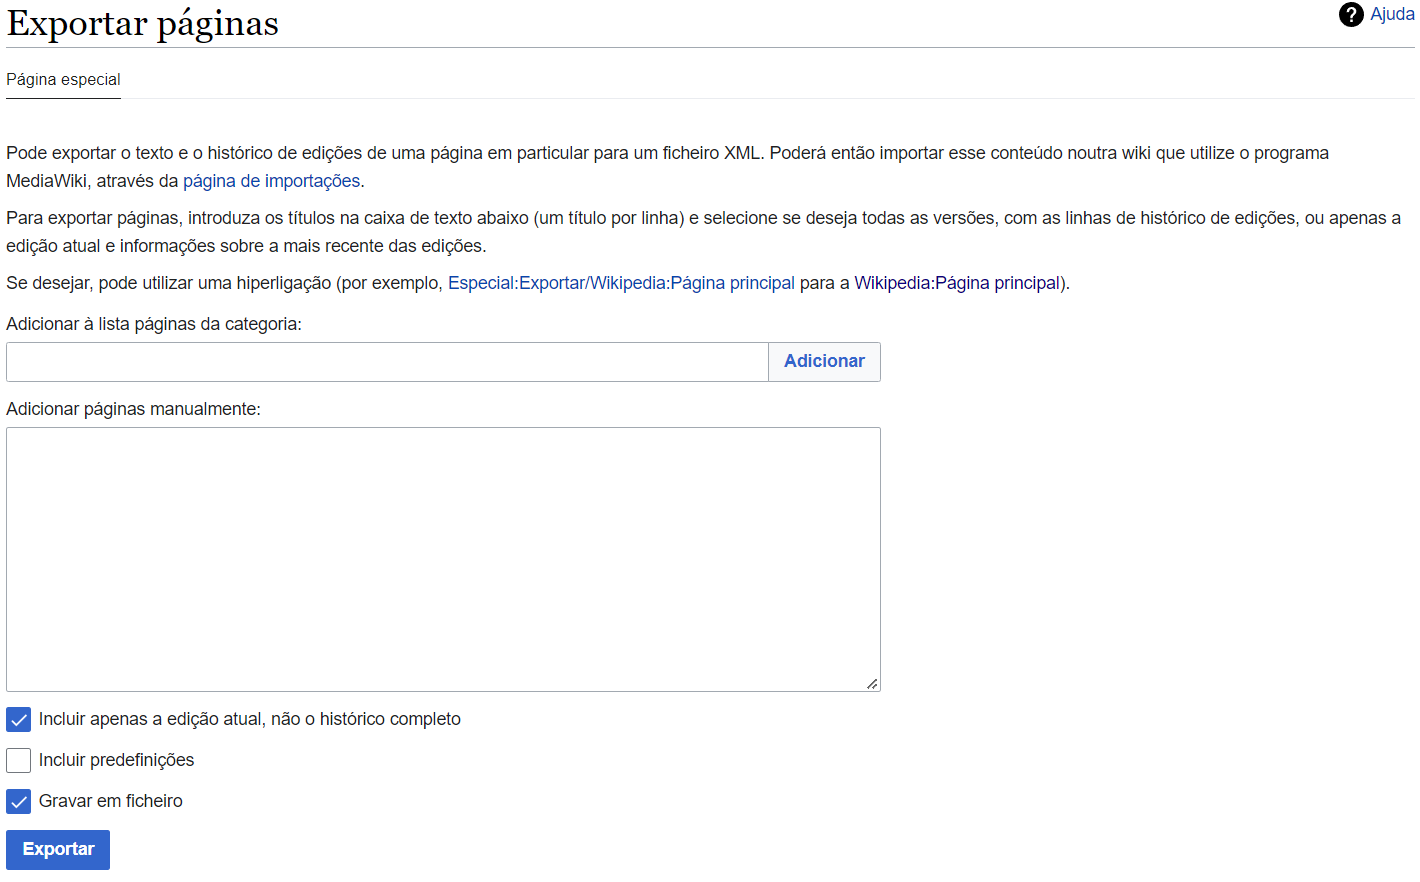 Exportar páginas
Ajuda
Página especial
Pode exportar o texto e o histórico de edições de uma página em particular para um ficheiro XML. Poderá então importar esse conteúdo noutra wiki que utilize o programa
MediaWiki, através da página de importações.
Para exportar páginas, introduza os títulos na caixa de texto abaixo (um título por linha) e selecione se deseja todas as versões, com as linhas de histórico de edições, ou apenas a
edição atual e informações sobre a mais recente das edições.
Se desejar, pode utilizar uma hiperligação (por exemplo, Especial:Exportar/Wikipedia:Página principal para a Wikipedia:Página principal).
Adicionar à lista páginas da categoria:
Adicionar
Adicionar páginas manualmente:
Incluir apenas a edição atual, não o histórico completo
Incluir predefinições
Gravar em ficheiro
Exportar